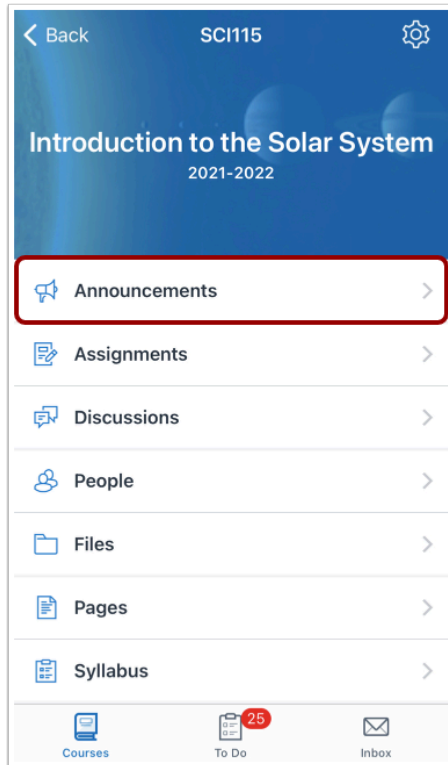 Back SCI115
Introduction to the Solar System
2021-2022
Announcements
Assignments
Discussions
People
Files
Pages
Syllabus
25
Courses To Do Inbox